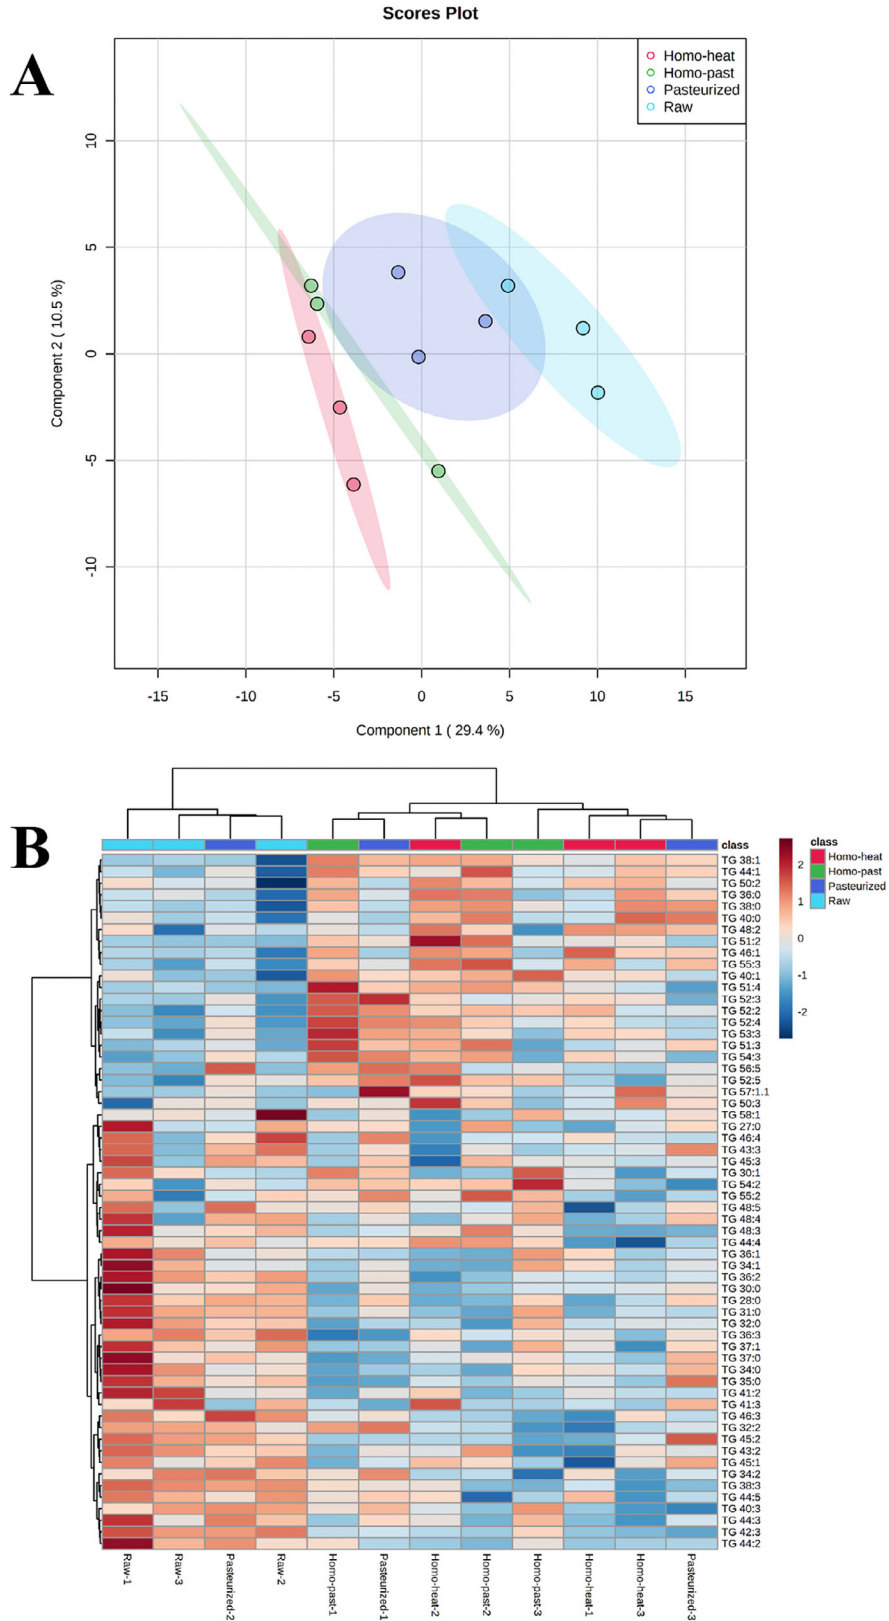 Scores Plot
A
Homo-heat
Homo-past
Pasteurized
Raw
10
5
0
-5
-10
Component 2 ( 10.5 %)
-15 -10 -5 0 5 10 15
Component 1 ( 29.4 %)
B
class
TG 38:1
TG 44:1
TG 50:2
TG 36:0
TG 38:0
TG 40:0
TG 48:2
TG 51:2
TG 46:1
TG 55:3
TG 40:1
TG 51:4
TG 52:3
TG 52:2
TG 52:4
TG 53:3
TG 51:3
TG 54:3
TG 56:5
TG 52:5
TG 57:1.1
TG 50:3
TG 58:1
TG 27:0
TG 46:4
TG 43:3
TG 45:3
TG 30:1
TG 54:2
TG 55:2
TG 48:5
TG 48:4
TG 48:3
TG 44:4
TG 36:1
TG 34:1
TG 36:2
TG 30:0
TG 28:0
TG 31:0
TG 32:0
TG 36:3
TG 37:1
TG 37:0
TG 34:0
TG 35:0
TG 41:2
TG 41:3
TG 46:3
TG 32:2
TG 45:2
TG 43:2
TG 45:1
TG 34:2
TG 38:3
TG 44:5
TG 40:3
TG 44:3
TG 42:3
TG 44:2
2
1
0
-1
-2
class
Homo-heat
Homo-past
Pasteurized
Raw
Raw-1
Raw-3
Pasteurized-2
Raw-2
Homo-past-1
Pasteurized-1
Homo-heat-2
Homo-past-2
Homo-past-3
Homo-heat-1
Homo-heat-3
Pasteurized-3